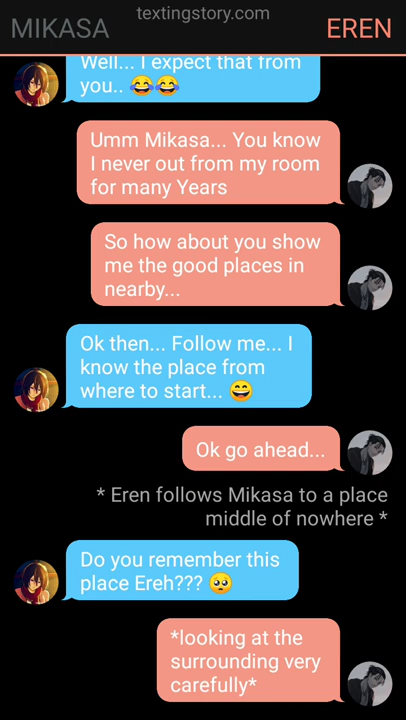 textingstory.com
MIKASA
EREN
Well... I expect that from
you.. 😂😂
Umm Mikasa... You know
I never out from my room
for many Years
So how about you show
me the good places in
nearby...
Ok then... Follow me... I
know the place from
where to start... 😄
Ok go ahead...
* Eren follows Mikasa to a place
middle of nowhere *
Do you remember this
place Ereh??? 🥺
*looking at the
surrounding very
carefully*